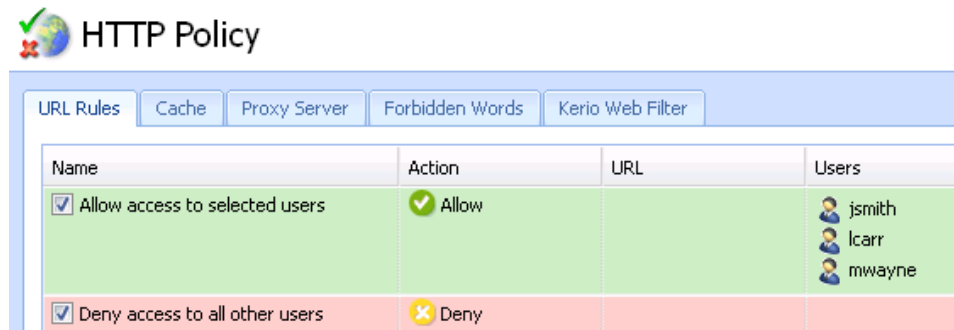 HTTP Policy
URL Rules Cache Proxy Server Forbidden Words Kerio Web Filter
Name Action URL Users
Allow access to selected users Allow jsmith
lcarr
mwayne
Deny access to all other users Deny